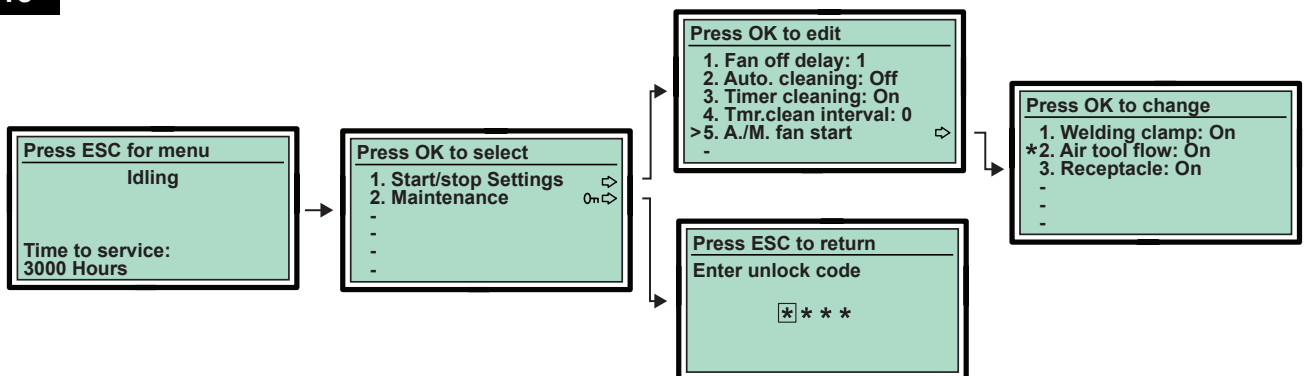 Press ESC for menu
Idling
Time to service:
3000 Hours
Press OK to select
1. Start/stop Settings
2. Maintenance
-
-
-
-
Press OK to edit
1. Fan off delay: 1
2. Auto. cleaning: Off
3. Timer cleaning: On
4. Tmr.clean interval: 0
>5. A./M. fan start
-
Press ESC to return
Enter unlock code
* * * *
Press OK to change
1. Welding clamp: On
*2. Air tool flow: On
3. Receptacle: On
-
-
-